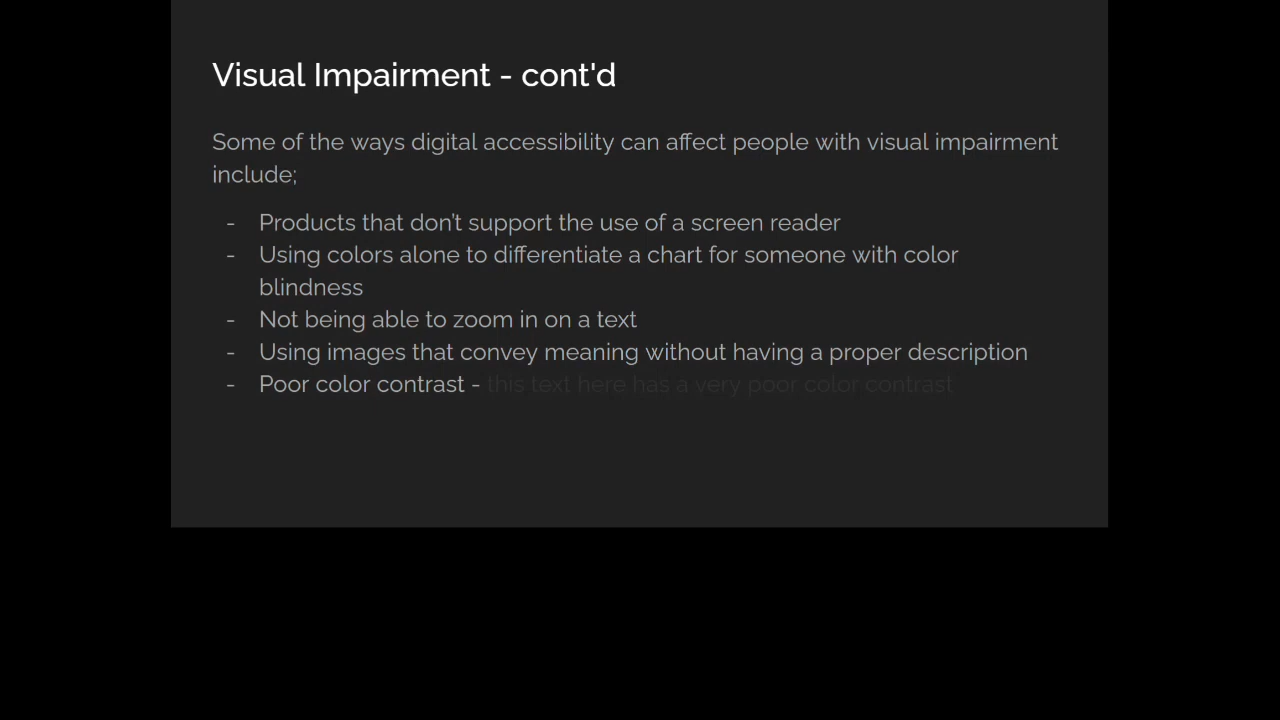 Visual Impairment - cont'd
Some of the ways digital accessibility can affect people with visual impairment
include;
- Products that don’t support the use of a screen reader
- Using colors alone to differentiate a chart for someone with color
blindness
- Not being able to zoom in on a text
- Using images that convey meaning without having a proper description
- Poor color contrast - this text here has a very poor color contrast